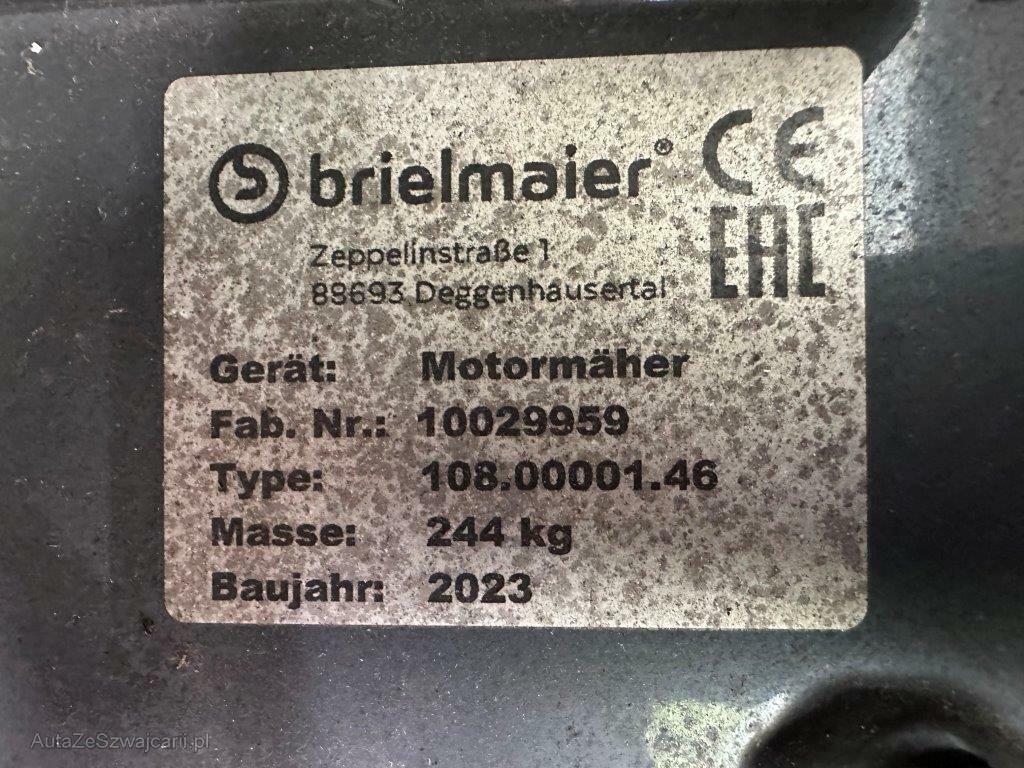 brielmaier®
CE
EAC
Zeppelinstraße 1
88693 Deggenhausertal
Gerät: Motormäher
Fab. Nr.: 10029959
Type: 108.00001.46
Masse: 244 kg
Baujahr: 2023
AutaZeSzwajcarii.pl